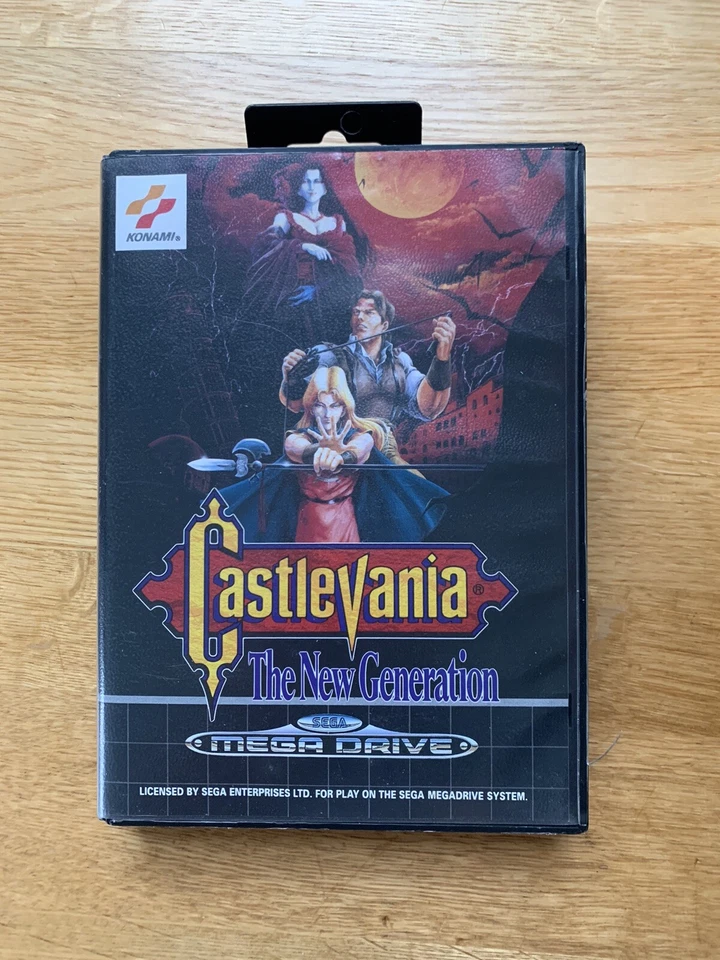 KONAMI®
Castlevania®
The New Generation
SEGA
MEGA DRIVE
LICENSED BY SEGA ENTERPRISES LTD. FOR PLAY ON THE SEGA MEGADRIVE SYSTEM.